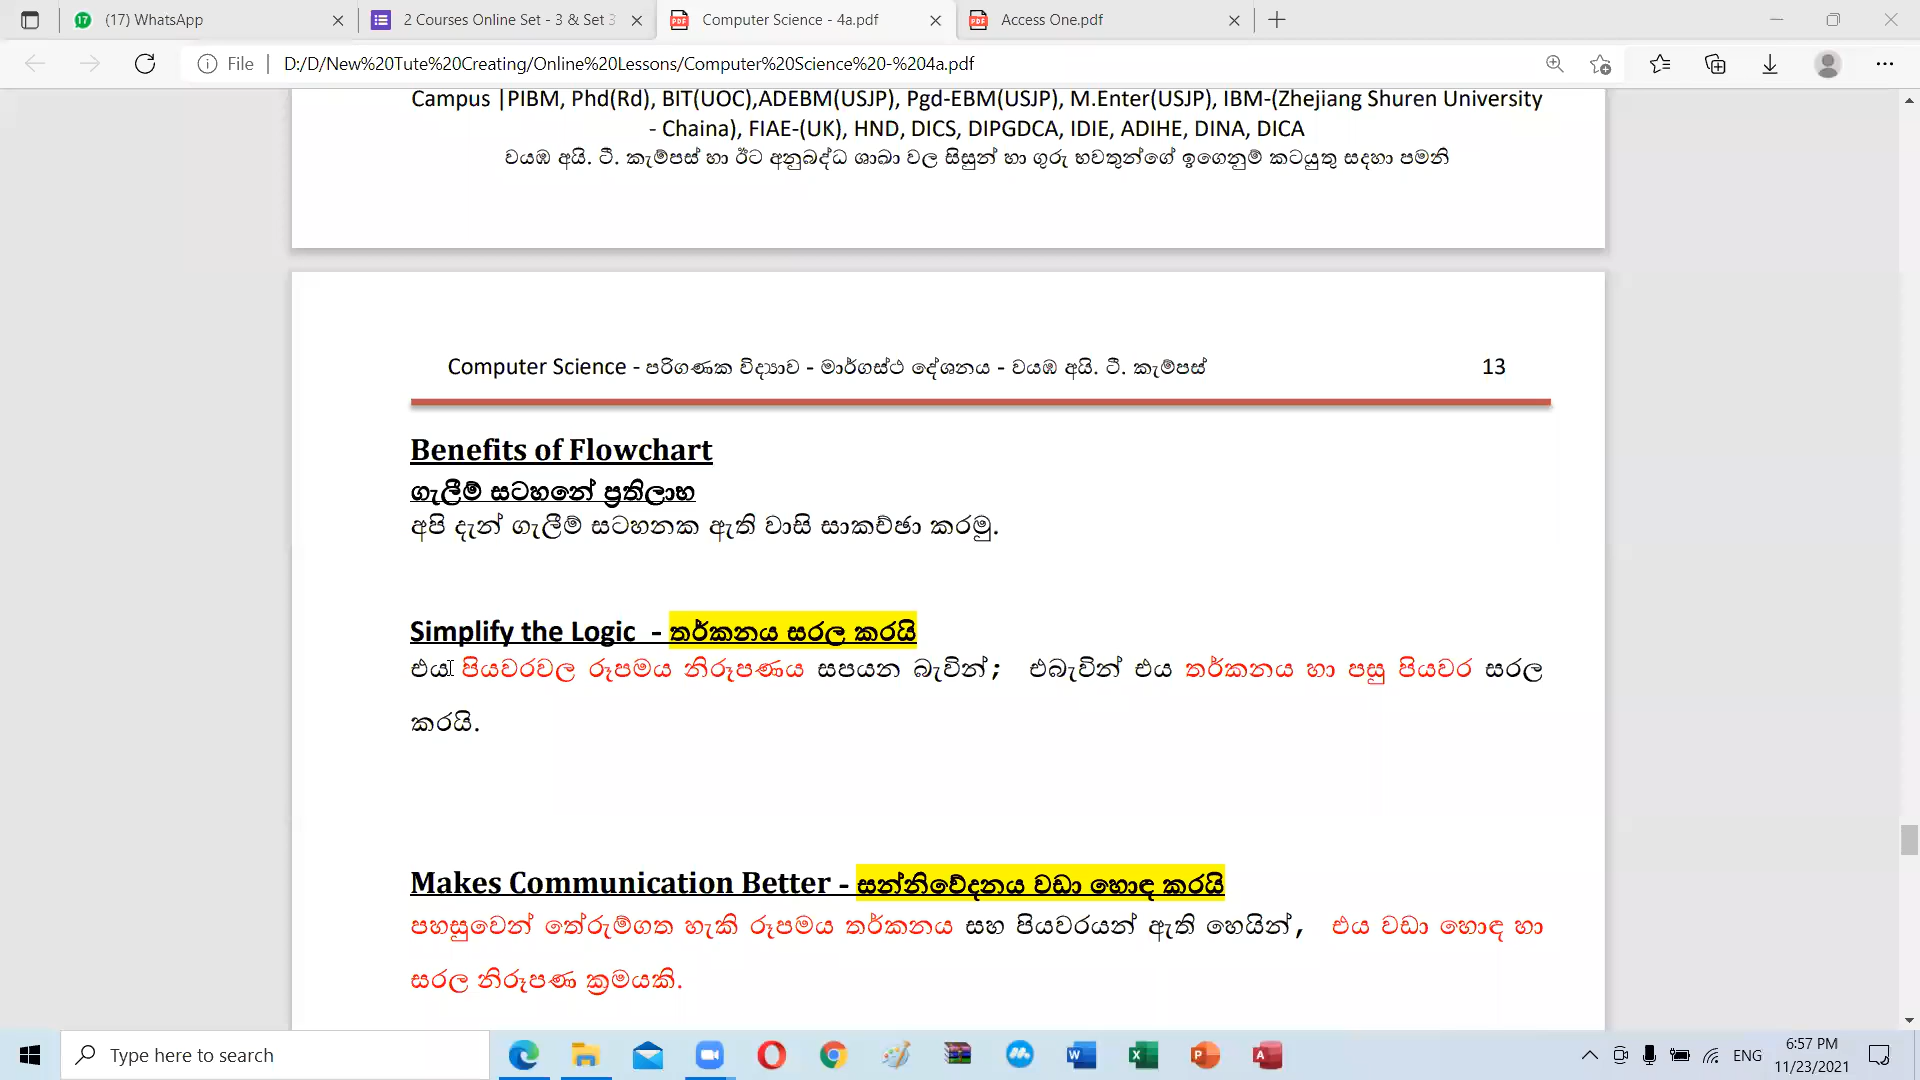 17
(17) WhatsApp
2 Courses Online Set - 3 & Set 3
Computer Science - 4a.pdf
Access One.pdf
File
D:/D/New%20Tute%20Creating/Online%20Lessons/Computer%20Science%20-%204a.pdf
Campus |PIBM, Phd(Rd), BIT(UOC),ADEBM(USJP), Pgd-EBM(USJP), M.Enter(USJP), IBM-(Zhejiang Shuren University
- Chaina), FIAE-(UK), HND, DICS, DIPGDCA, IDIE, ADIHE, DINA, DICA
වයඹ අයි. ටී. කැම්පස් හා ඊට අනුබද්ධ ශාඛා වල සිසුන් හා ගුරු භවතුන්ගේ ඉගෙනුම් කටයුතු සදහා පමනි
Computer Science - පරිගණක විද්‍යාව - මාර්ගස්ථ දේශනය - වයඹ අයි. ටී. කැම්පස් 13
Benefits of Flowchart
ගැලීම් සටහනේ ප්‍රතිලාභ
අපි දැන් ගැලීම් සටහනක ඇති වාසි සාකච්ඡා කරමු.
Simplify the Logic - තර්කනය සරල කරයි
එය පියවරවල රූපමය නිරූපණය සපයන බැවින්; එබැවින් එය තර්කනය හා පසු පියවර සරල
කරයි.
Makes Communication Better - සන්නිවේදනය වඩා හොඳ කරයි
පහසුවෙන් තේරුම්ගත හැකි රූපමය තර්කනය සහ පියවරයන් ඇති හෙයින්, එය වඩා හොඳ හා
සරල නිරූපණ ක්‍රමයකි.
Type here to search
ENG
6:57 PM
11/23/2021